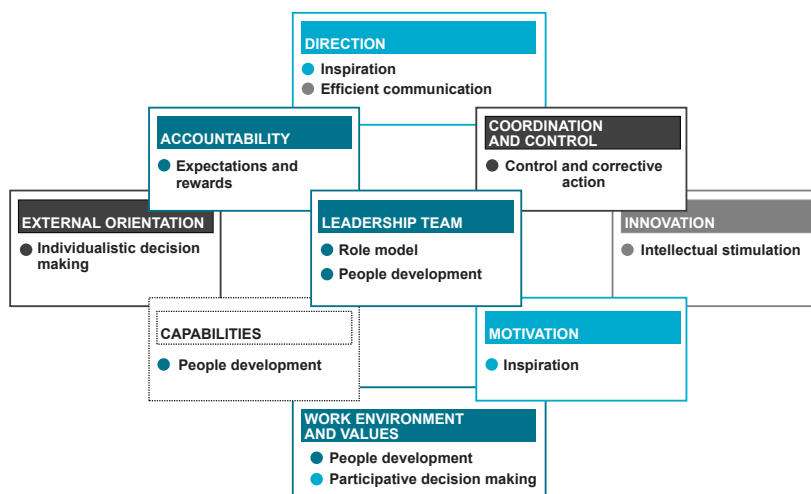 DIRECTION
Inspiration
Efficient communication
ACCOUNTABILITY
Expectations and
rewards
COORDINATION
AND CONTROL
Control and corrective
action
EXTERNAL ORIENTATION
Individualistic decision
making
LEADERSHIP TEAM
Role model
People development
INNOVATION
Intellectual stimulation
CAPABILITIES
People development
MOTIVATION
Inspiration
WORK ENVIRONMENT
AND VALUES
People development
Participative decision making